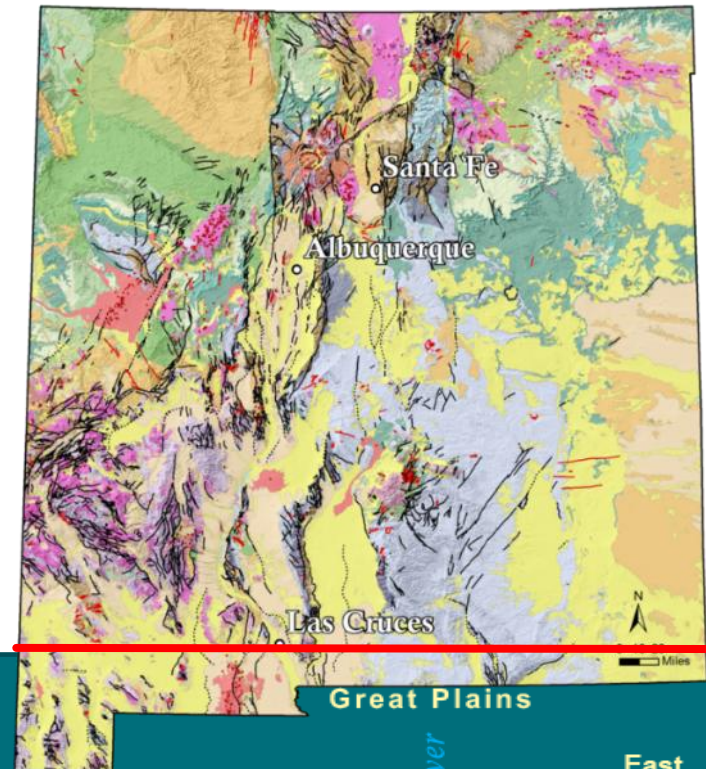 Santa Fe
Albuquerque
N
Las Cruces
Miles
Great Plains
ver
East